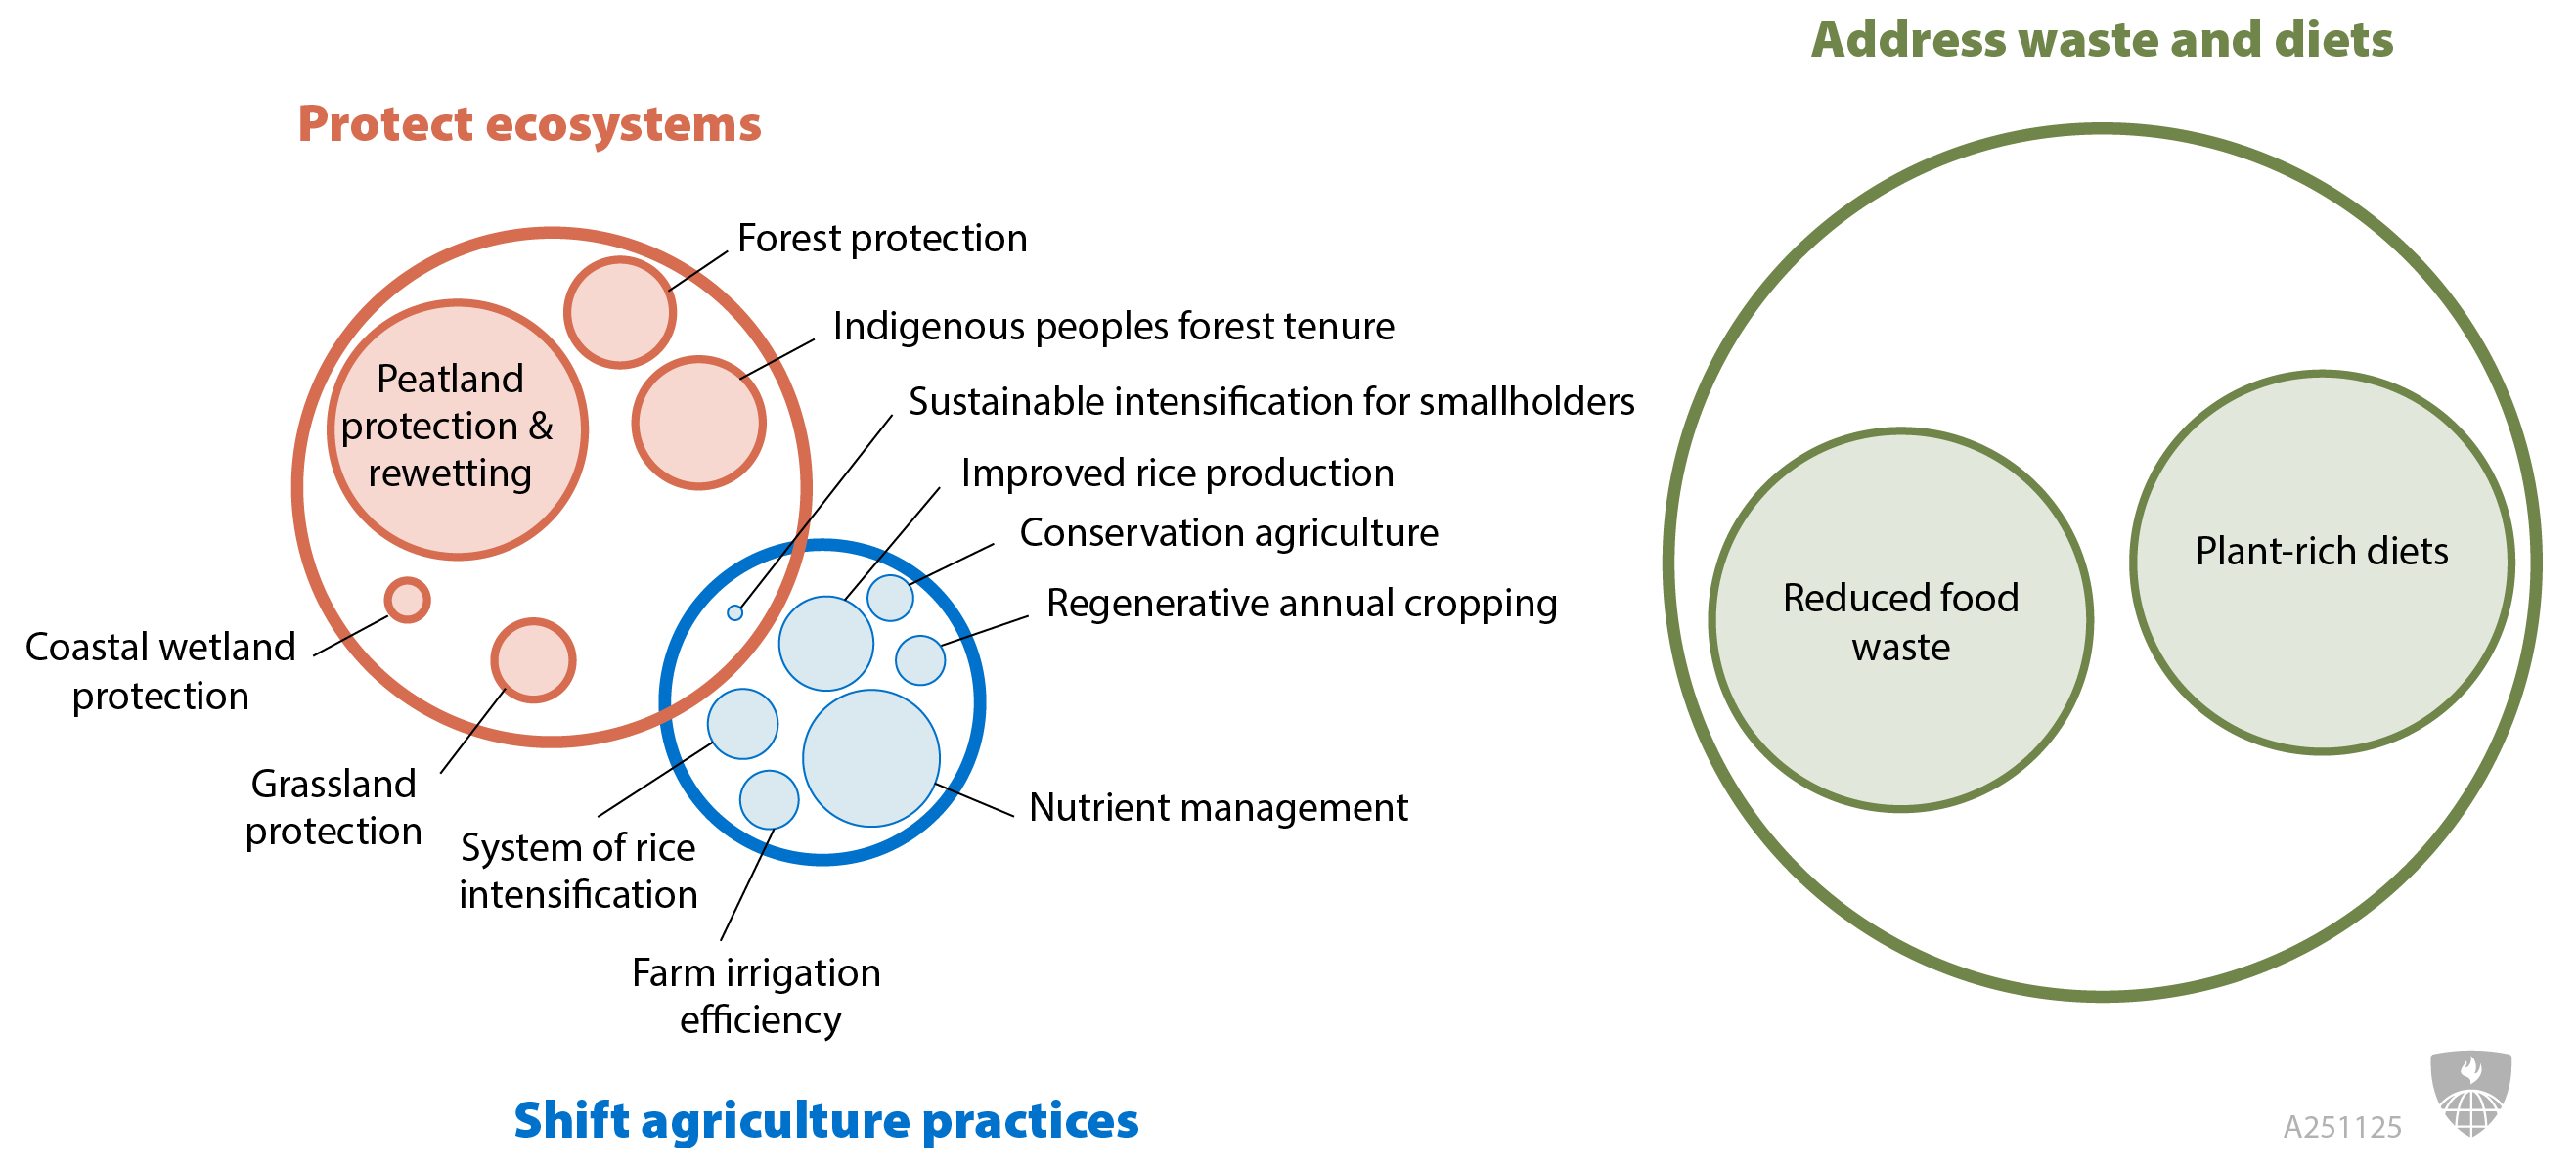 Address waste and diets
Protect ecosystems
Forest protection
Indigenous peoples forest tenure
Sustainable intensification for smallholders
Improved rice production
Conservation agriculture
Regenerative annual cropping
Peatland
protection &
rewetting
Coastal wetland
protection
Grassland
protection
System of rice
intensification
Farm irrigation
efficiency
Nutrient management
Shift agriculture practices
Reduced food
waste
Plant-rich diets
A251125